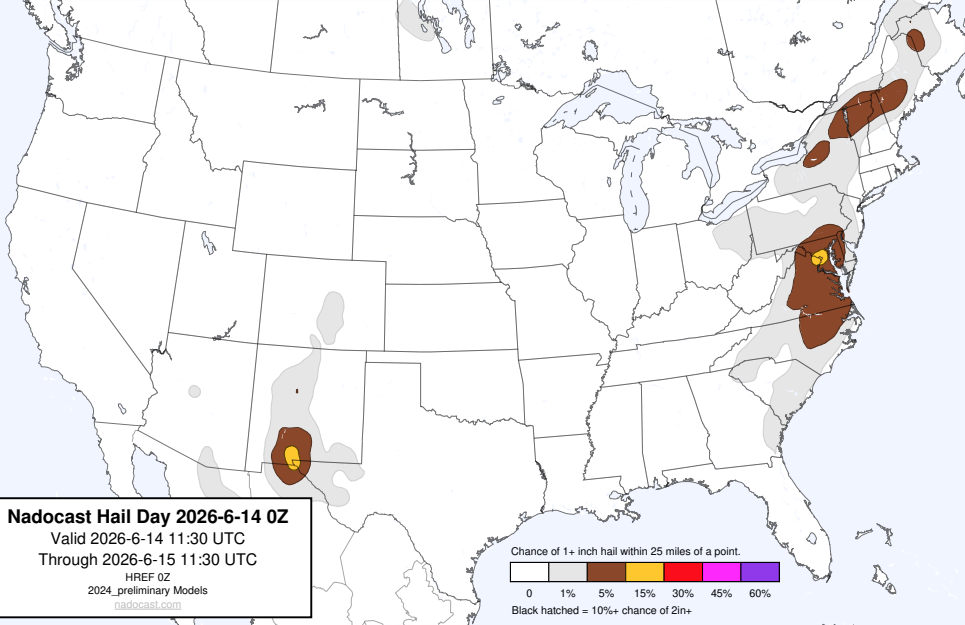 Nadocast Hail Day 2026-6-14 0Z
Valid 2026-6-14 11:30 UTC
Through 2026-6-15 11:30 UTC
HREF 0Z
2024_preliminary Models
nadocast.com
Chance of 1+ inch hail within 25 miles of a point.
0 1% 5% 15% 30% 45% 60%
Black hatched = 10%+ chance of 2in+